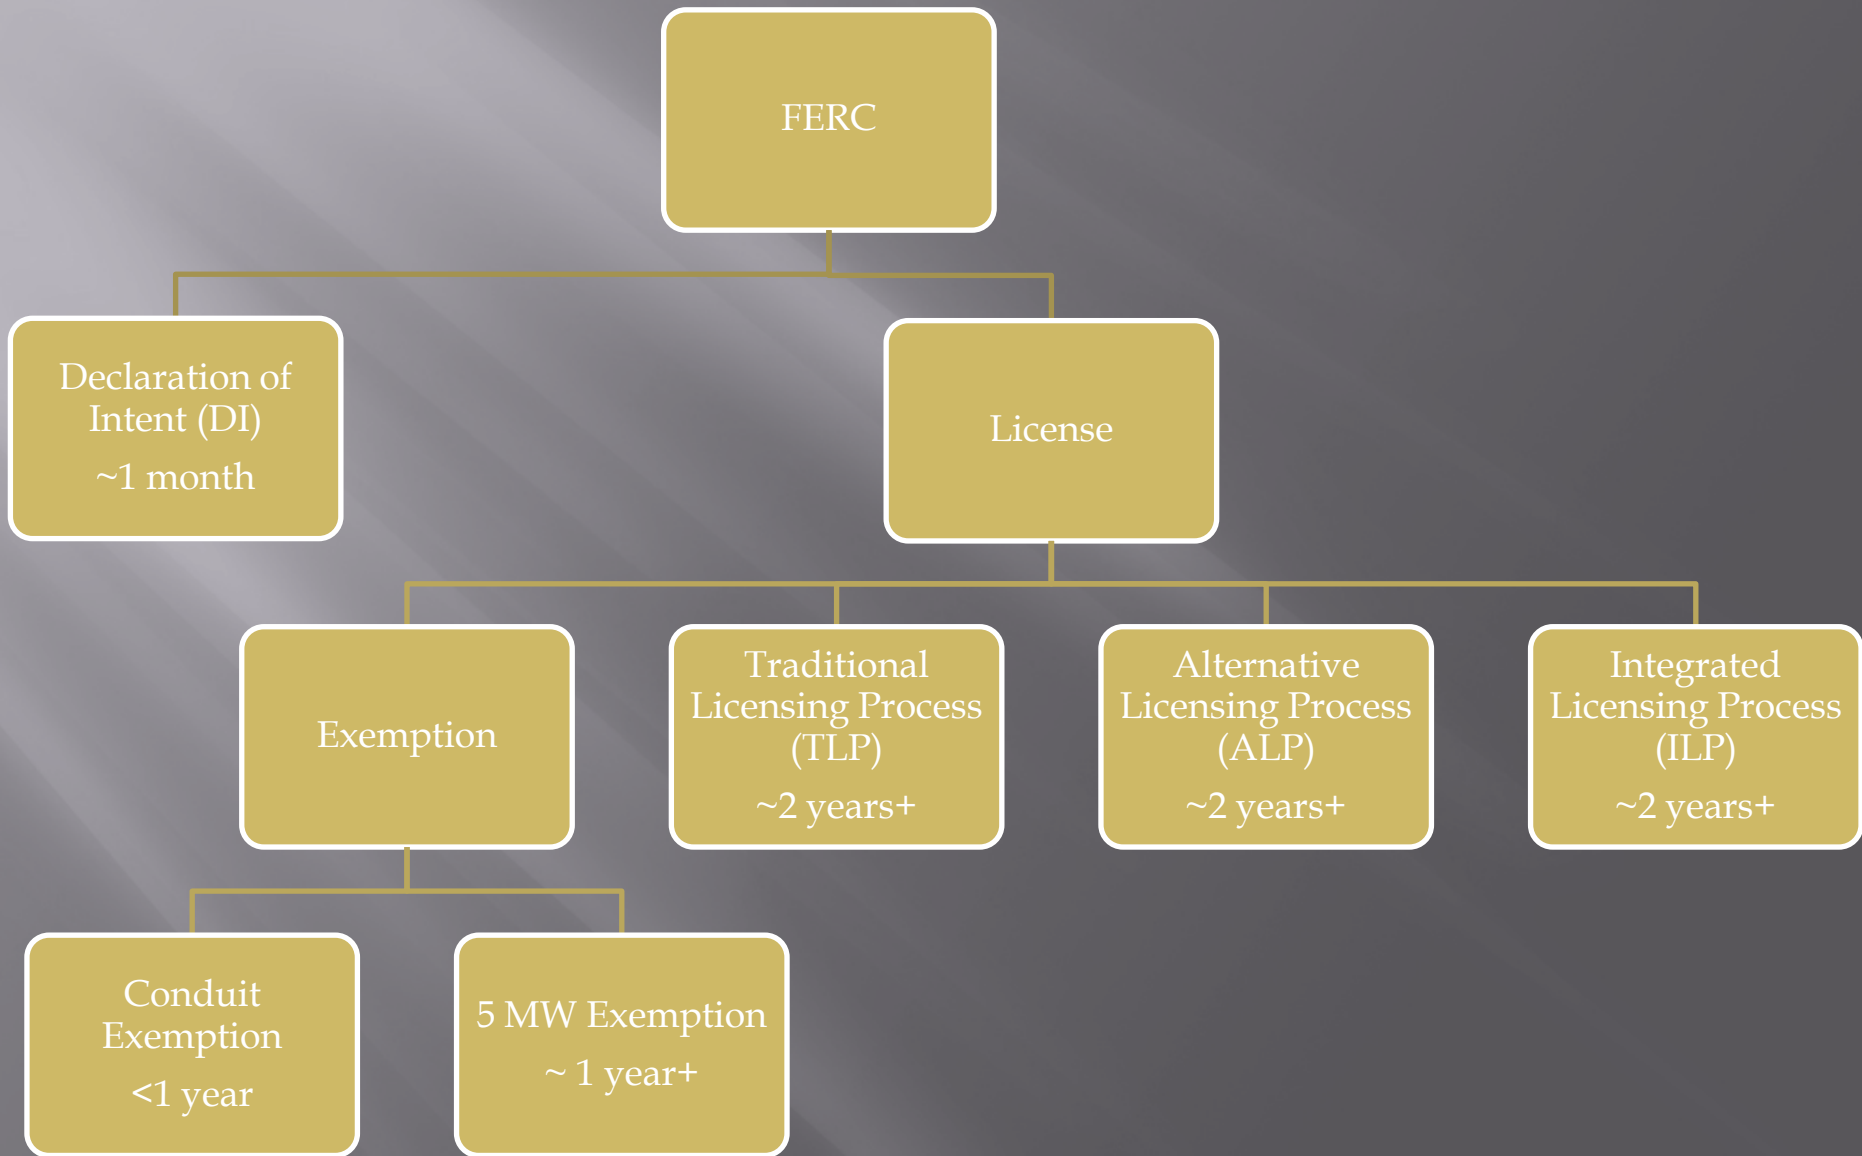 FERC
Declaration of
Intent (DI)
~1 month
License
Exemption
Traditional
Licensing Process
(TLP)
~2 years+
Alternative
Licensing Process
(ALP)
~2 years+
Integrated
Licensing Process
(ILP)
~2 years+
Conduit
Exemption
<1 year
5 MW Exemption
~ 1 year+